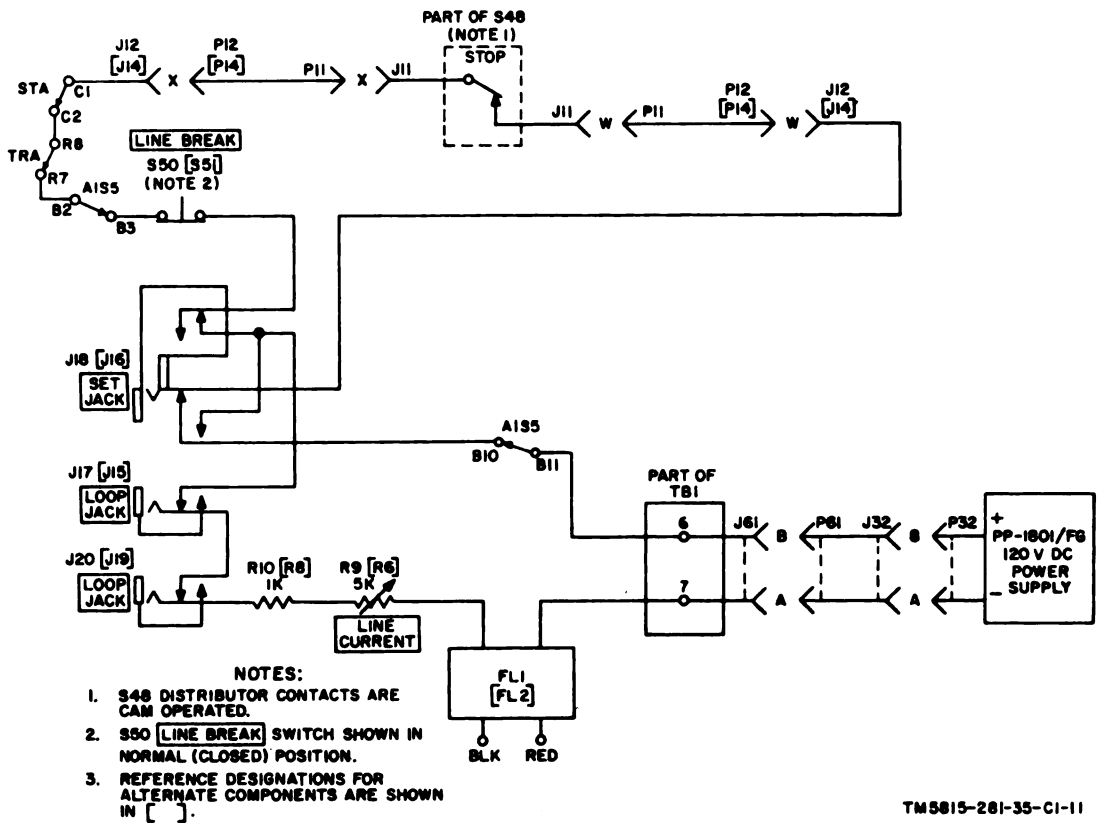 PART OF S48
(NOTE 1)
STOP
J12
[J14]
X
P12
[P14]
P11
X
J11
STA
C1
C2
R8
TRA
R7
A1S5
B2
B3
LINE BREAK
S50 [S51]
(NOTE 2)
J11
W
P11
P12
[P14]
W
J12
[J14]
J18 [J16]
SET
JACK
A1S5
B10
B11
J17 [J15]
LOOP
JACK
J20 [J19]
LOOP
JACK
R10 [R8]
1K
R9 [R6]
5K
LINE
CURRENT
PART OF
TB1
6
7
J61
B
P61
J32
B
P32
A
A
+
PP-1801/FG
120 V DC
POWER
SUPPLY
−
FL1
[FL2]
BLK
RED
NOTES:
1. S48 DISTRIBUTOR CONTACTS ARE
CAM OPERATED.
2. S50 LINE BREAK SWITCH SHOWN IN
NORMAL (CLOSED) POSITION.
3. REFERENCE DESIGNATIONS FOR
ALTERNATE COMPONENTS ARE SHOWN
IN [ ].
TM5815-281-35-C1-11